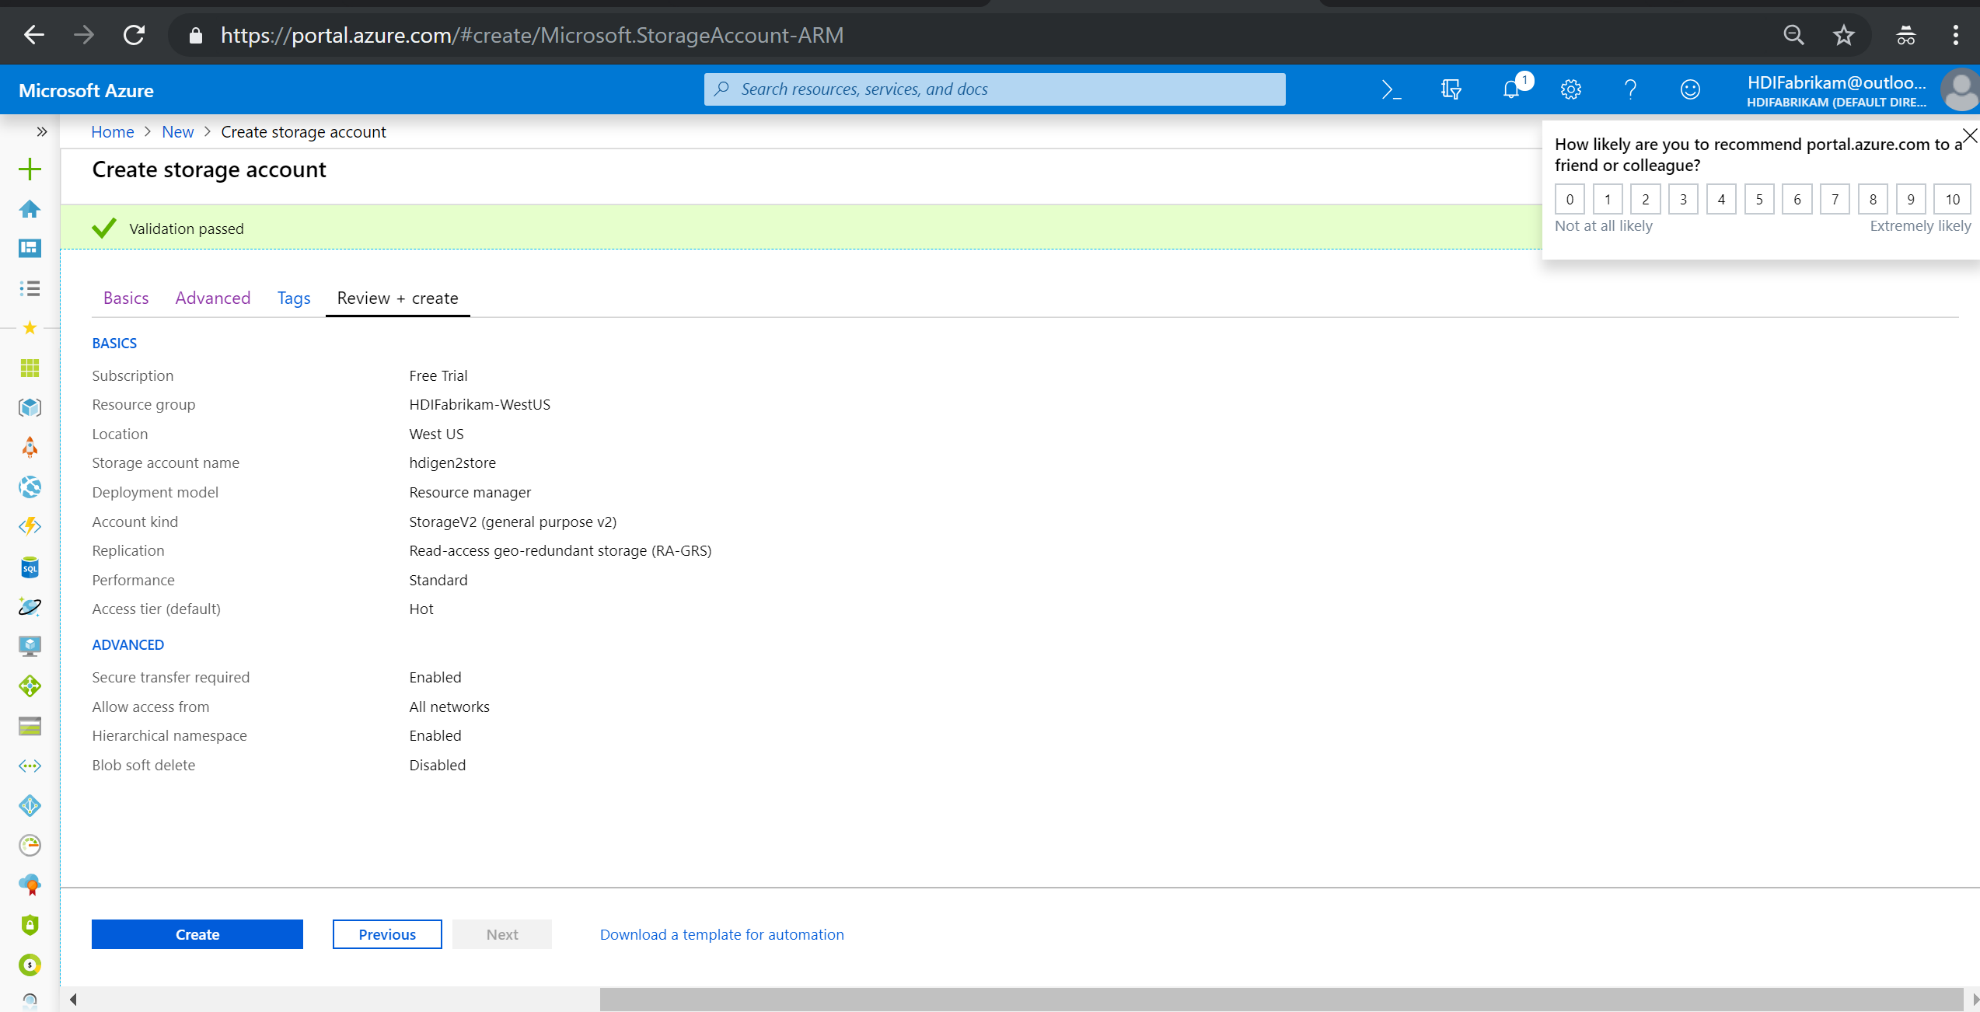 https://portal.azure.com/#create/Microsoft.StorageAccount-ARM
Microsoft Azure
Search resources, services, and docs
1
HDIFabrikam@outloo...
HDIFABRIKAM (DEFAULT DIRE...
Home > New > Create storage account
Create storage account
How likely are you to recommend portal.azure.com to a
friend or colleague?
0 1 2 3 4 5 6 7 8 9 10
Not at all likely Extremely likely
Validation passed
Basics Advanced Tags Review + create
BASICS
Subscription Free Trial
Resource group HDIFabrikam-WestUS
Location West US
Storage account name hdigen2store
Deployment model Resource manager
Account kind StorageV2 (general purpose v2)
Replication Read-access geo-redundant storage (RA-GRS)
Performance Standard
Access tier (default) Hot
ADVANCED
Secure transfer required Enabled
Allow access from All networks
Hierarchical namespace Enabled
Blob soft delete Disabled
SQL
Create Previous Next Download a template for automation